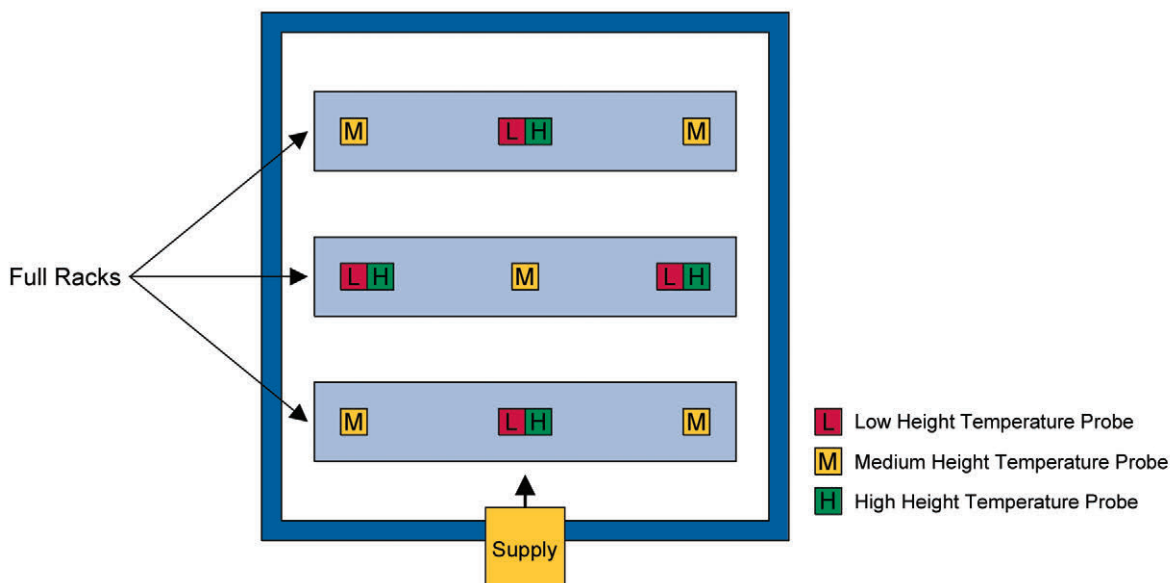 M L H M
Full Racks
L H M L H
M L H M
L Low Height Temperature Probe
M Medium Height Temperature Probe
H High Height Temperature Probe
Supply